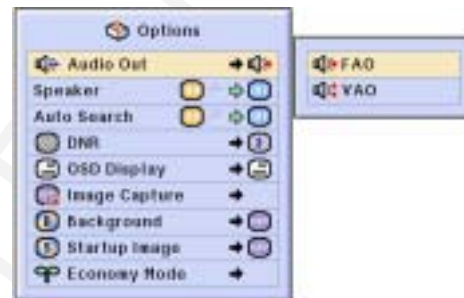 Options
Audio Out
Speaker
Auto Search
DNR
OSD Display
Image Capture
Background
Startup Image
Economy Mode
FAO
VAO